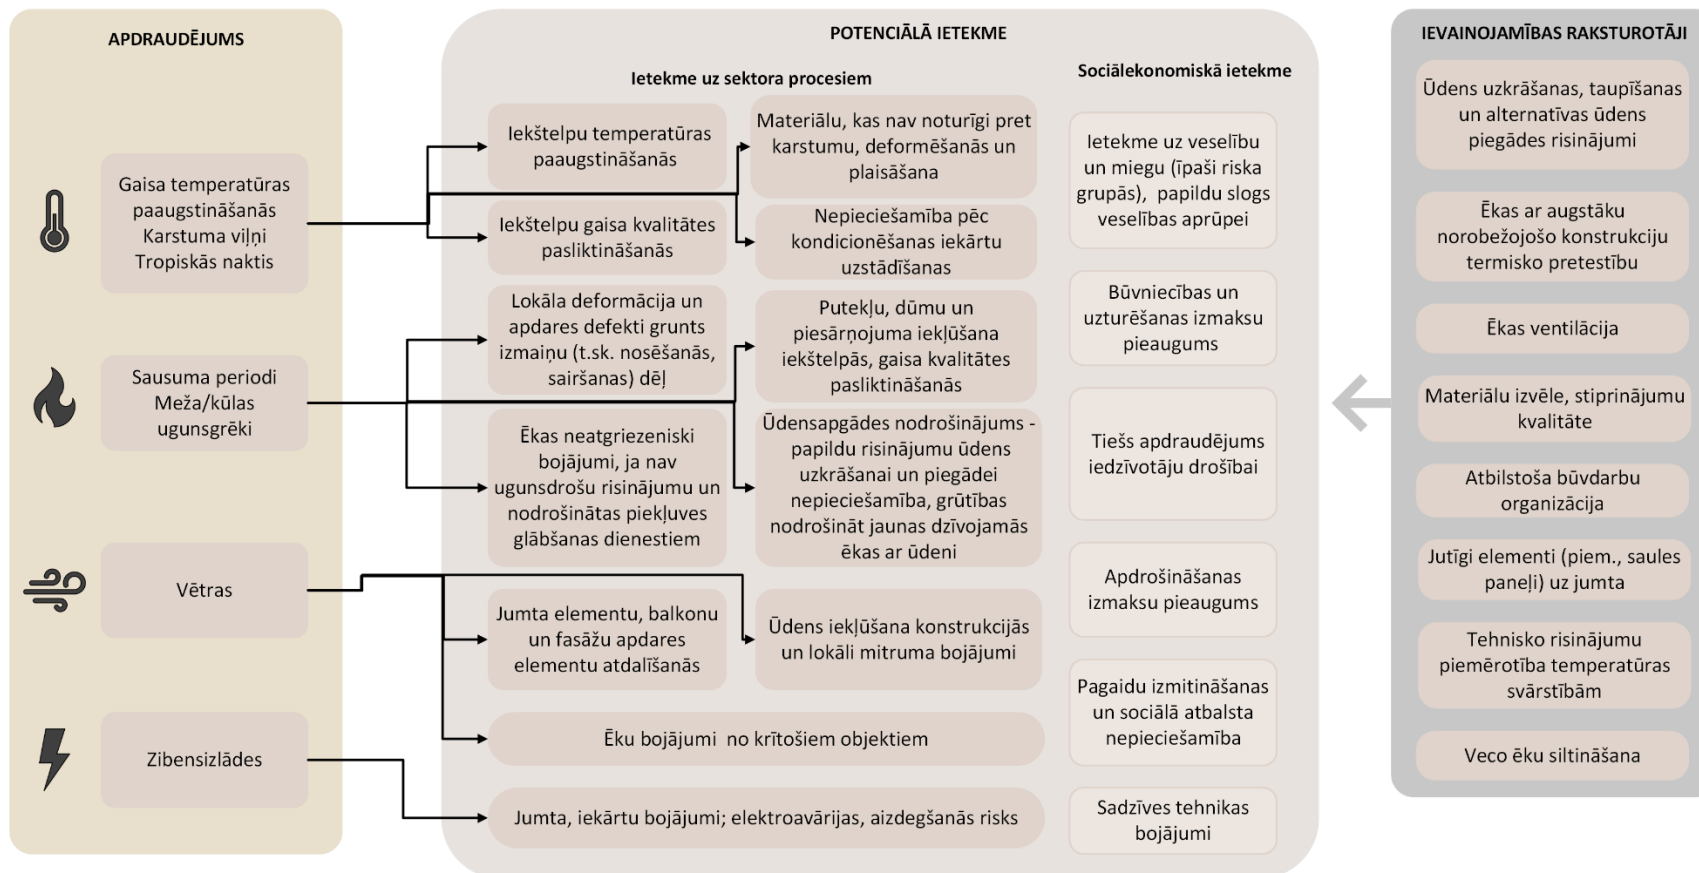 APDRAUDĒJUMS
Gaisa temperatūras
paaugstināšanās
Karstuma viļņi
Tropiskās naktis
Sausuma periodi
Meža/kūlas
ugunsgrēki
Vētras
Zibensizlādes
POTENCIĀLĀ IETEKME
Ietekme uz sektora procesiem
Iekštelpu temperatūras
paaugstināšanās
Materiālu, kas nav noturīgi pret
karstumu, deformēšanās un
plaisāšana
Iekštelpu gaisa kvalitātes
pasliktināšanās
Nepieciešamība pēc
kondicionēšanas iekārtu
uzstādīšanas
Lokāla deformācija un
apdares defekti grunts
izmaiņu (t.sk. nosēšanās,
sairšanas) dēļ
Putekļu, dūmu un
piesārņojuma iekļūšana
iekštelpās, gaisa kvalitātes
pasliktināšanās
Ēkas neatgriezeniski
bojājumi, ja nav
ugunsdrošu risinājumu un
nodrošinātas piekļuves
glābšanas dienestiem
Ūdensapgādes nodrošinājums -
papildu risinājumu ūdens
uzkrāšanai un piegādei
nepieciešamība, grūtības
nodrošināt jaunas dzīvojamās
ēkas ar ūdeni
Jumta elementu, balkonu
un fasāžu apdares
elementu atdalīšanās
Ūdens iekļūšana konstrukcijās
un lokāli mitruma bojājumi
Ēku bojājumi no krītošiem objektiem
Jumta, iekārtu bojājumi; elektroavārijas, aizdegšanās risks
Sociālekonomiskā ietekme
Ietekme uz veselību
un miegu (īpaši riska
grupās), papildu slogs
veselības aprūpei
Būvniecības un
uzturēšanas izmaksu
pieaugums
Tiešs apdraudējums
iedzīvotāju drošībai
Apdrošināšanas
izmaksu pieaugums
Pagaidu izmitināšanas
un sociālā atbalsta
nepieciešamība
Sadzīves tehnikas
bojājumi
IEVAINOJAMĪBAS RAKSTUROTĀJI
Ūdens uzkrāšanas, taupīšanas
un alternatīvas ūdens
piegādes risinājumi
Ēkas ar augstāku
norobežojošo konstrukciju
termisko pretestību
Ēkas ventilācija
Materiālu izvēle, stiprinājumu
kvalitāte
Atbilstoša būvdarbu
organizācija
Jutīgi elementi (piem., saules
paneļi) uz jumta
Tehnisko risinājumu
piemērotība temperatūras
svārstībām
Veco ēku siltināšana